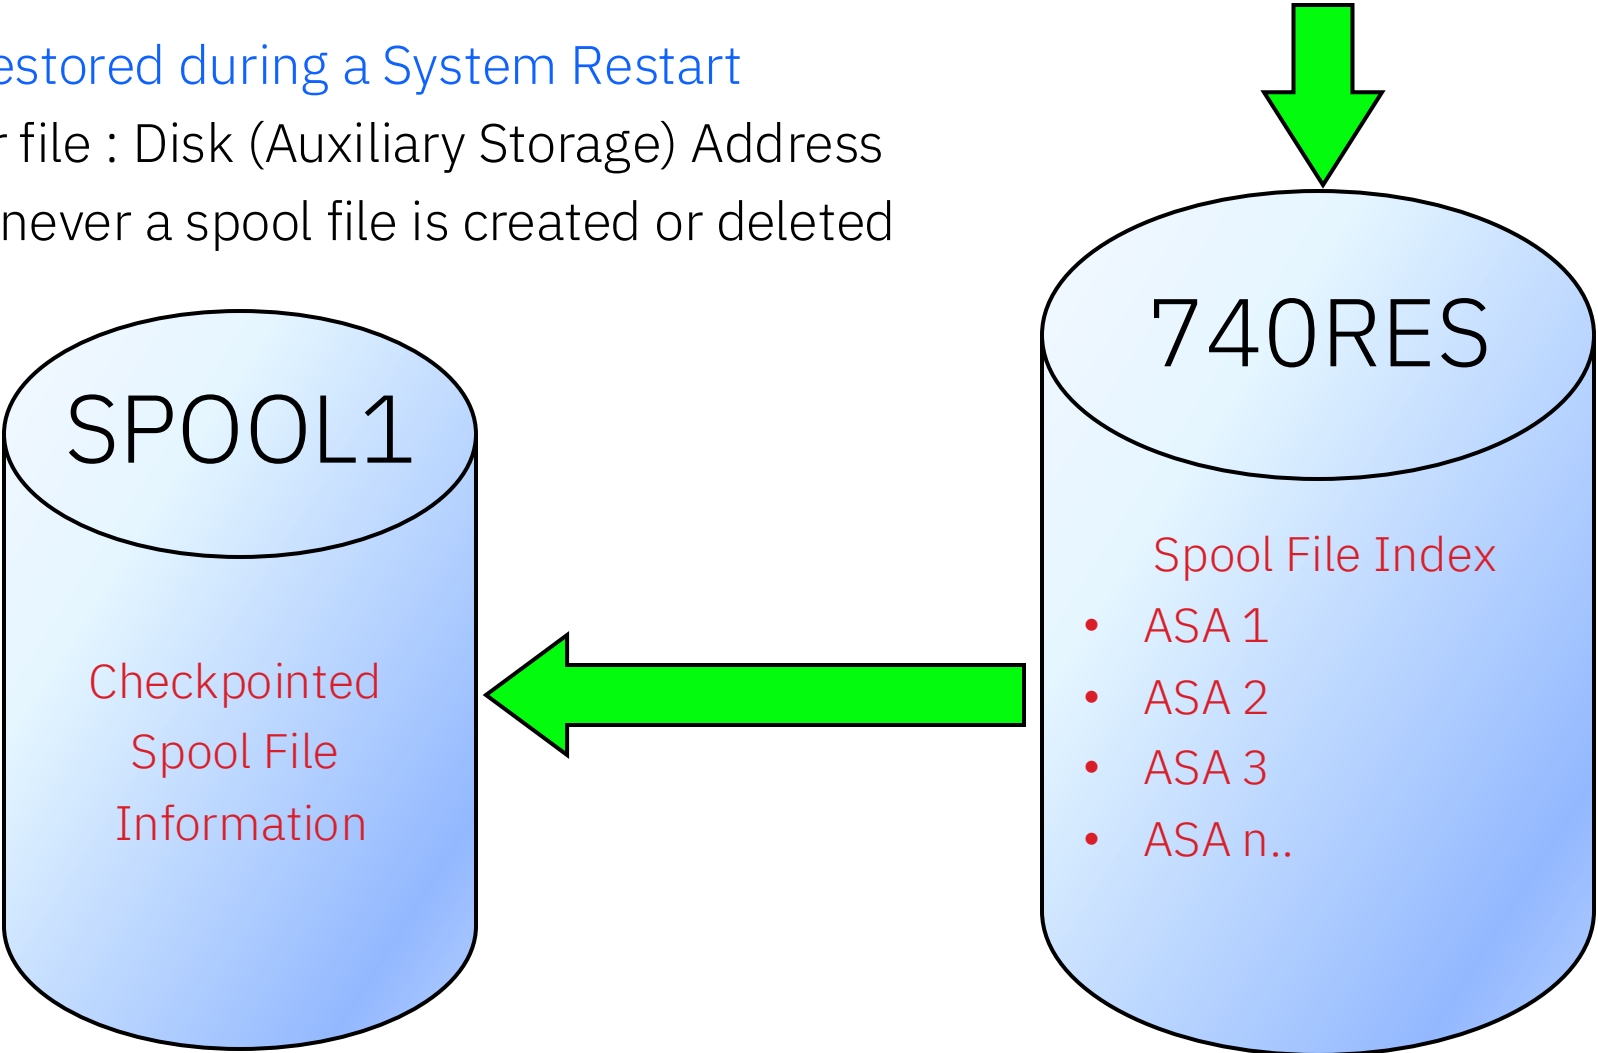 estored during a System Restart
r file : Disk (Auxiliary Storage) Address
never a spool file is created or deleted
SPOOL1
Checkpointed
Spool File
Information
740RES
Spool File Index
• ASA 1
• ASA 2
• ASA 3
• ASA n..